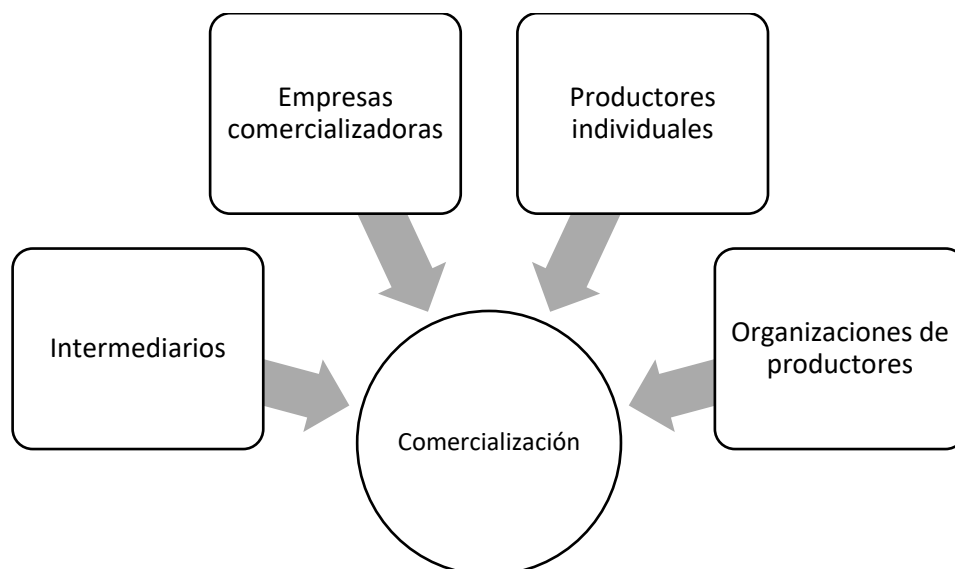 Empresas
comercializadoras
Productores
individuales
Intermediarios
Organizaciones de
productores
Comercialización